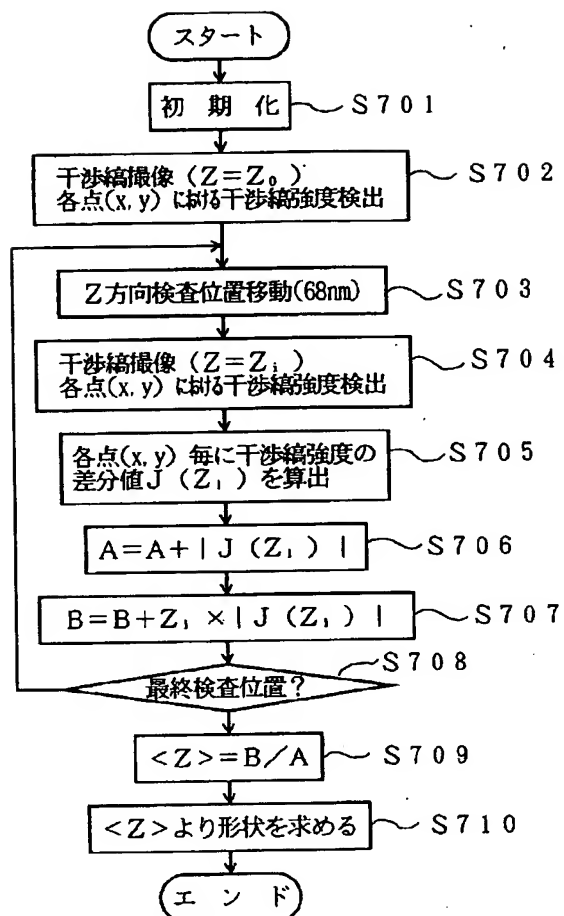 スタート
初 期 化
S701
干渉縞撮像（Z＝Z₀）
各点(x, y) における干渉縞強度検出
S702
Z方向検査位置移動(68nm)
S703
干渉縞撮像（Z＝Zᵢ）
各点(x, y) における干渉縞強度検出
S704
各点(x, y) 毎に干渉縞強度の
差分値J（Zᵢ）を算出
S705
A＝A＋｜J（Zᵢ）｜
S706
B＝B＋Zᵢ×｜J（Zᵢ）｜
S707
最終検査位置？
S708
＜Z＞＝B／A
S709
＜Z＞より形状を求める
S710
エ ン ド